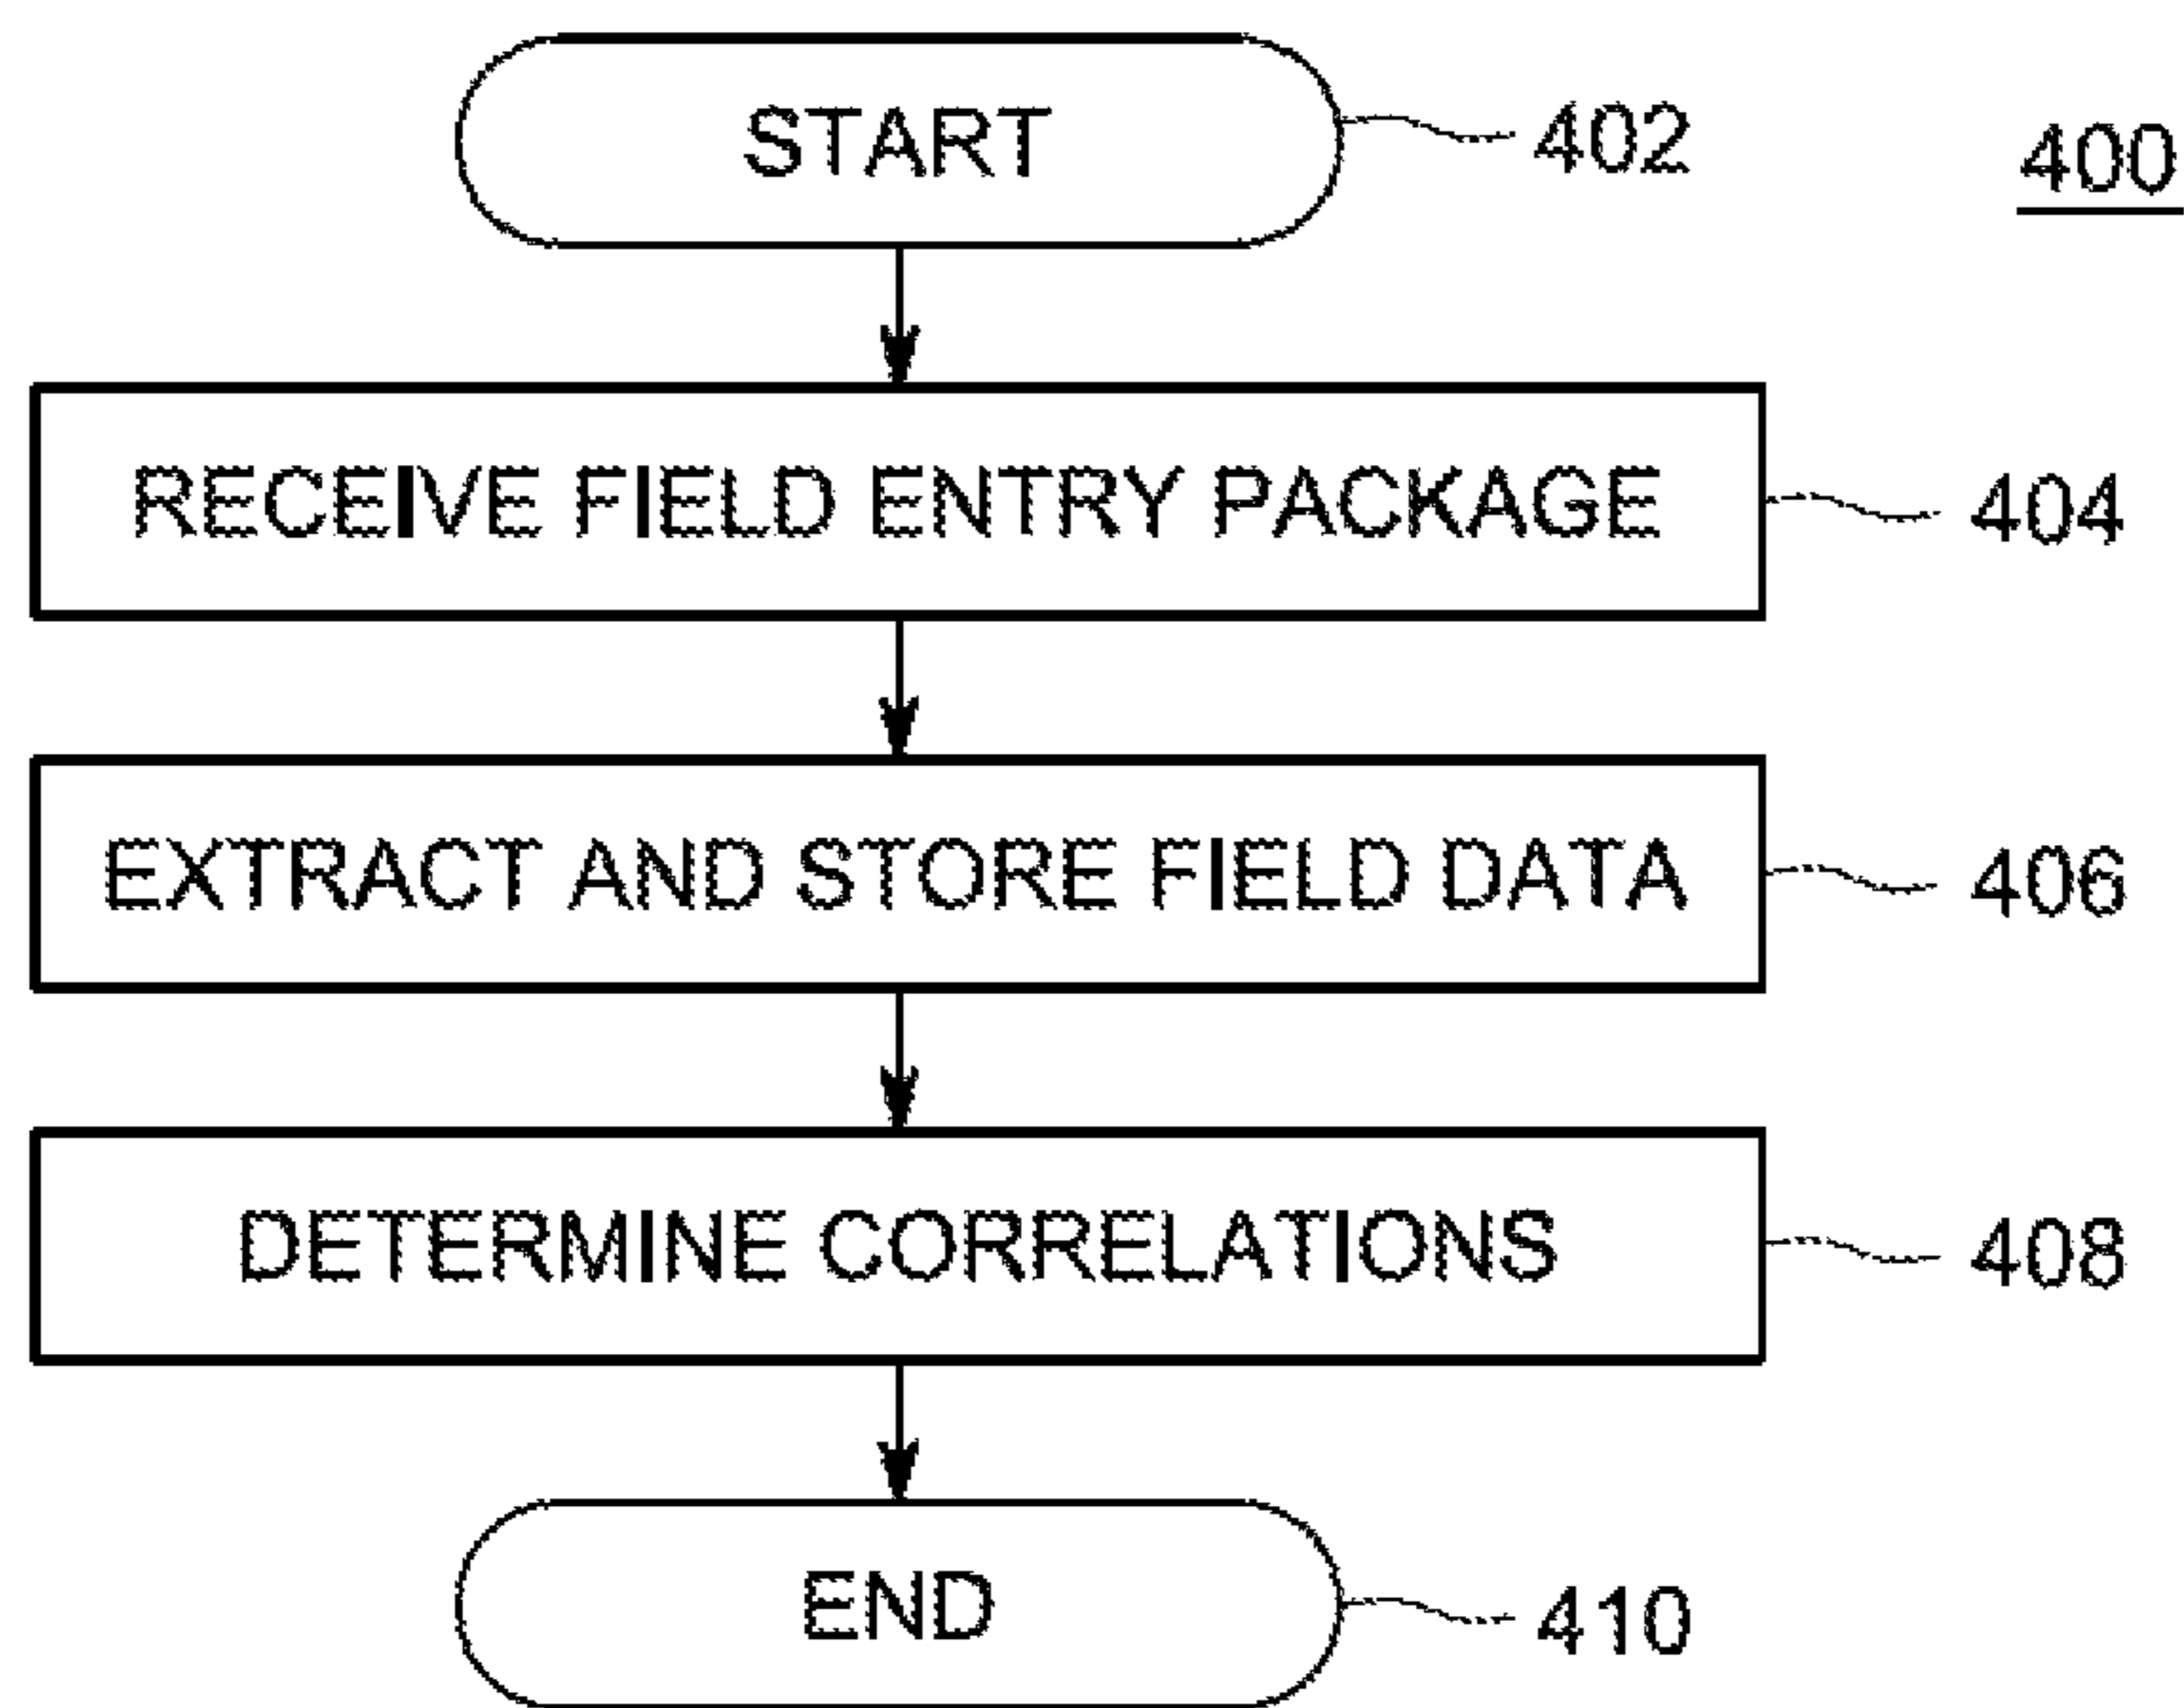 START
402
400
RECEIVE FIELD ENTRY PACKAGE
404
EXTRACT AND STORE FIELD DATA
406
DETERMINE CORRELATIONS
408
END
410